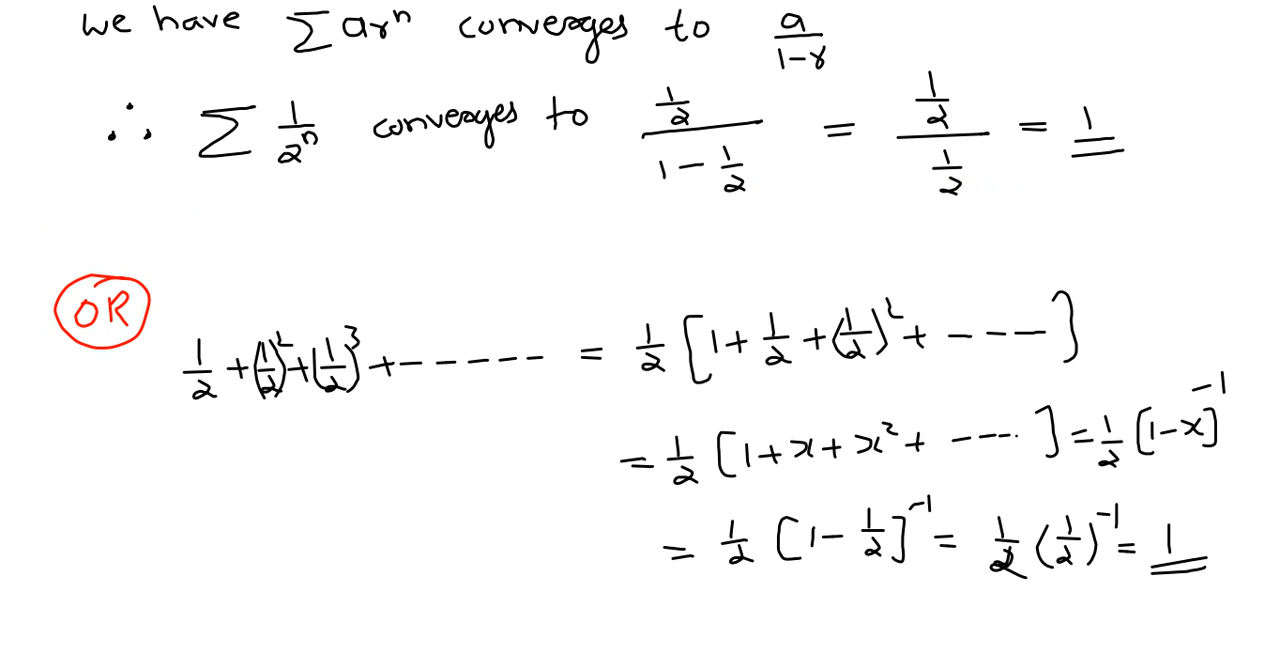 we have ∑ arⁿ converges to a/(1-r)
∴ ∑ 1/2ⁿ converges to (1/2)/(1 - 1/2) = (1/2)/(1/2) = 1
OR
1/2 + (1/2)² + (1/2)³ + ----- = 1/2 [1 + 1/2 + (1/2)² + ----]
= 1/2 [1 + x + x² + ----] = 1/2 [1-x]⁻¹
= 1/2 [1 - 1/2]⁻¹ = 1/2 (1/2)⁻¹ = 1